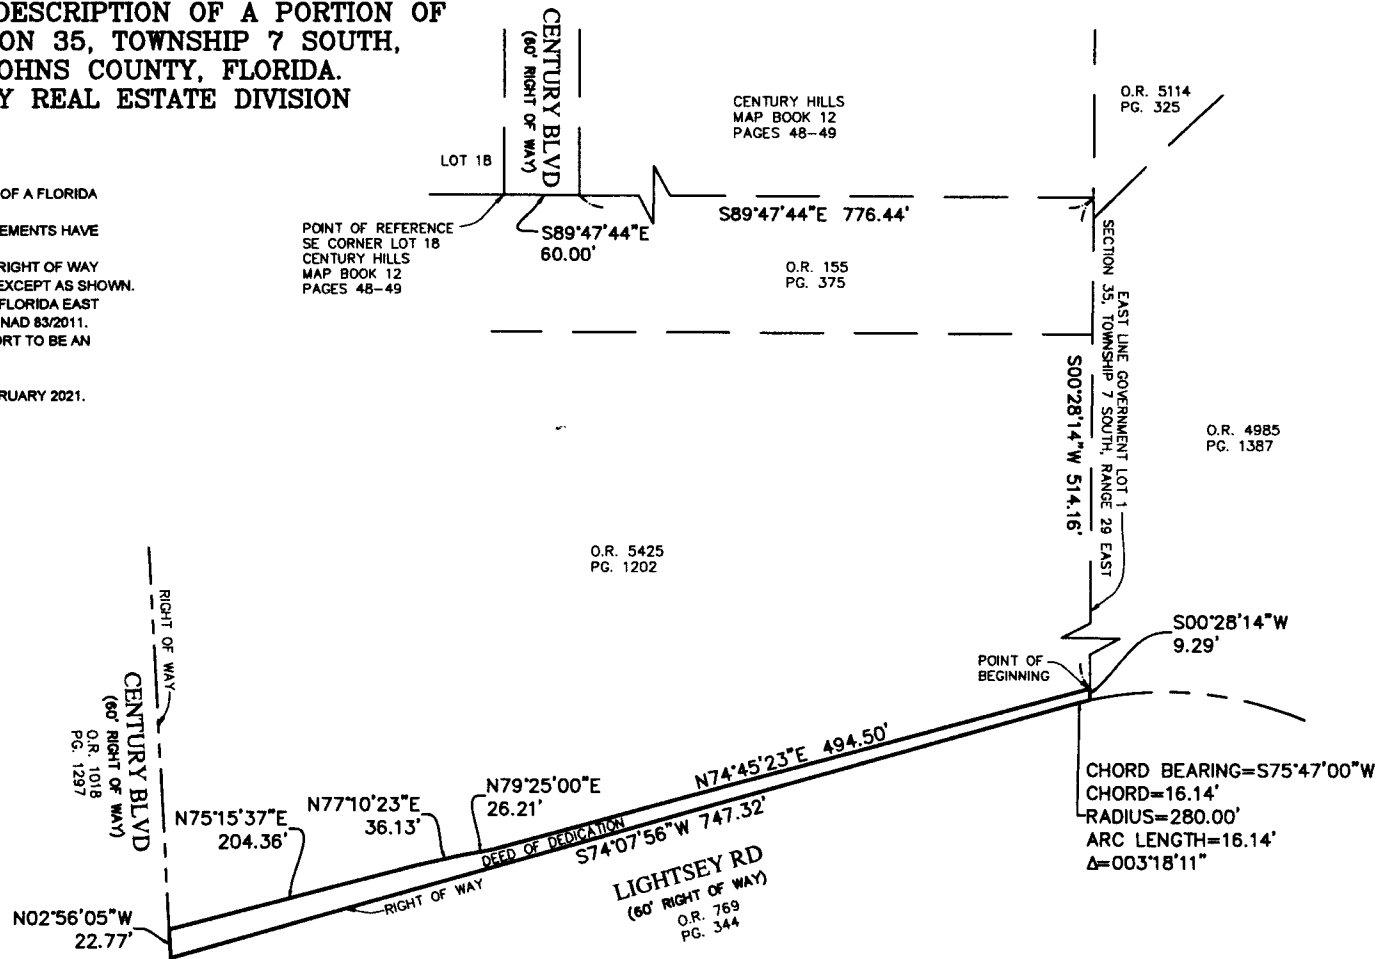 DESCRIPTION OF A PORTION OF
ON 35, TOWNSHIP 7 SOUTH,
OHNS COUNTY, FLORIDA.
Y REAL ESTATE DIVISION
OF A FLORIDA
EMENTS HAVE
RIGHT OF WAY
EXCEPT AS SHOWN.
FLORIDA EAST
NAD 83/2011.
ORT TO BE AN
RUARY 2021.
CENTURY BLVD
(60' RIGHT OF WAY)
LOT 18
CENTURY HILLS
MAP BOOK 12
PAGES 48-49
O.R. 5114
PG. 325
POINT OF REFERENCE
SE CORNER LOT 18
CENTURY HILLS
MAP BOOK 12
PAGES 48-49
S89°47'44"E
60.00'
S89°47'44"E 776.44'
O.R. 155
PG. 375
EAST LINE GOVERNMENT LOT 1
SECTION 35, TOWNSHIP 7 SOUTH, RANGE 29 EAST
S00°28'14"W 514.16'
O.R. 4985
PG. 1387
O.R. 5425
PG. 1202
RIGHT OF WAY
CENTURY BLVD
(60' RIGHT OF WAY)
O.R. 1018
PG. 1297
S00°28'14"W
9.29'
POINT OF
BEGINNING
N74°45'23"E 494.50'
N79°25'00"E
26.21'
N77°10'23"E
36.13'
N75°15'37"E
204.36'
DEED OF DEDICATION
S74°07'56"W 747.32'
RIGHT OF WAY
LIGHTSEY RD
(60' RIGHT OF WAY)
O.R. 769
PG. 344
N02°56'05"W
22.77'
CHORD BEARING=S75°47'00"W
CHORD=16.14'
RADIUS=280.00'
ARC LENGTH=16.14'
Δ=003°18'11"